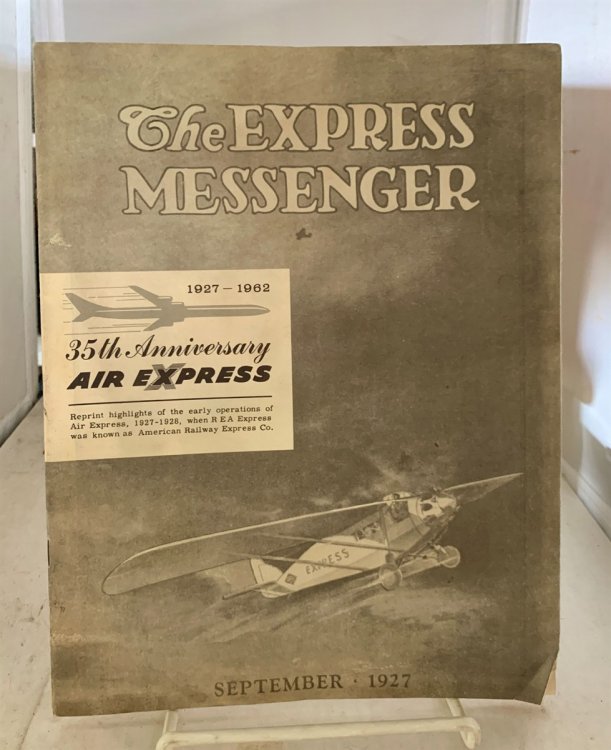 The EXPRESS
MESSENGER
1927 – 1962
35th Anniversary
AIR EXPRESS
Reprint highlights of the early operations of
Air Express, 1927-1928, when R E A Express
was known as American Railway Express Co.
EXPRESS
SEPTEMBER · 1927